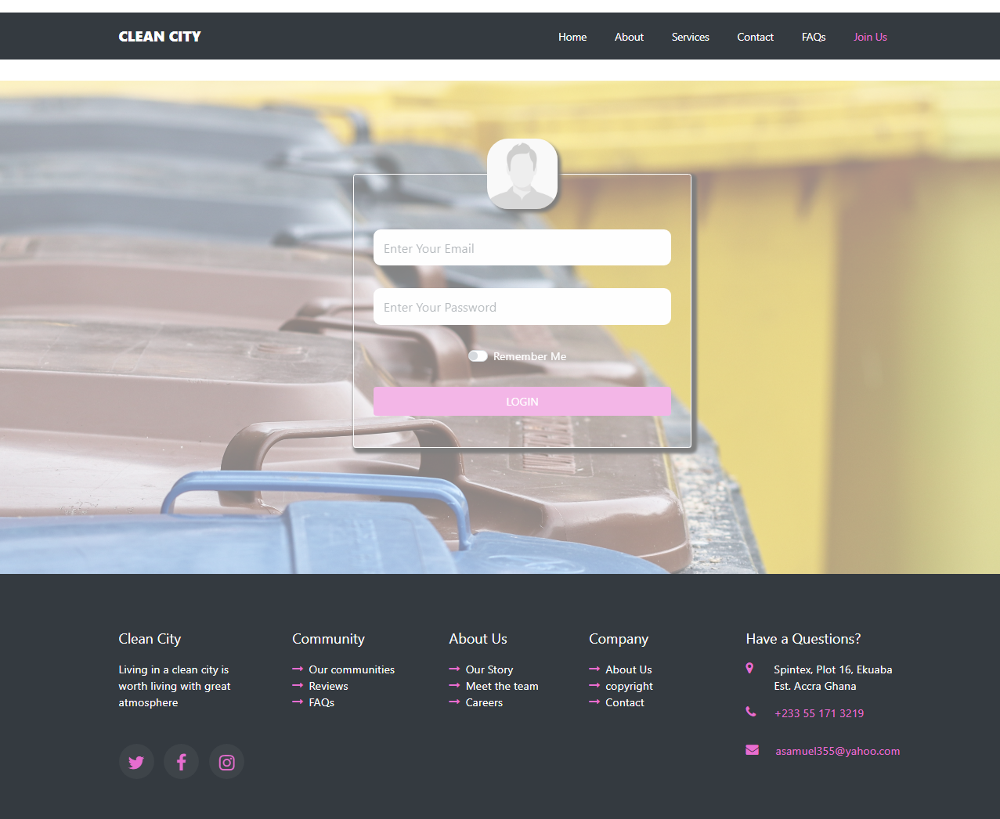 CLEAN CITY
Home About Services Contact FAQs Join Us
Enter Your Email
Enter Your Password
Remember Me
LOGIN
Clean City
Living in a clean city is
worth living with great
atmosphere
Community
Our communities
Reviews
FAQs
About Us
Our Story
Meet the team
Careers
Company
About Us
copyright
Contact
Have a Questions?
Spintex, Plot 16, Ekuaba
Est. Accra Ghana
+233 55 171 3219
asamuel355@yahoo.com